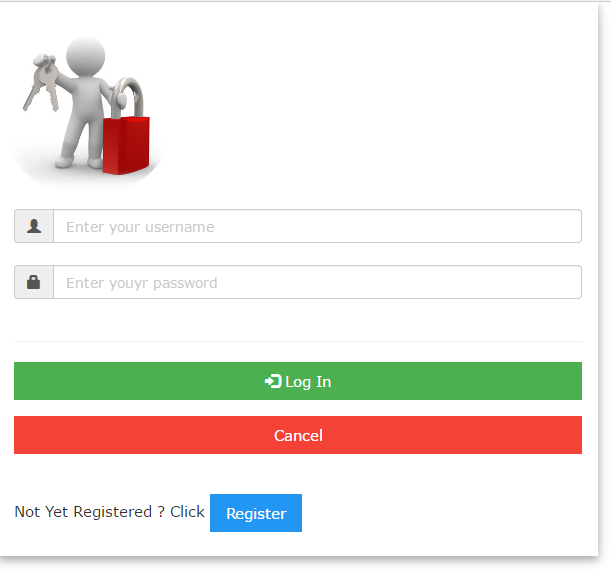 Enter your username
Enter youyr password
Log In
Cancel
Not Yet Registered ? Click Register